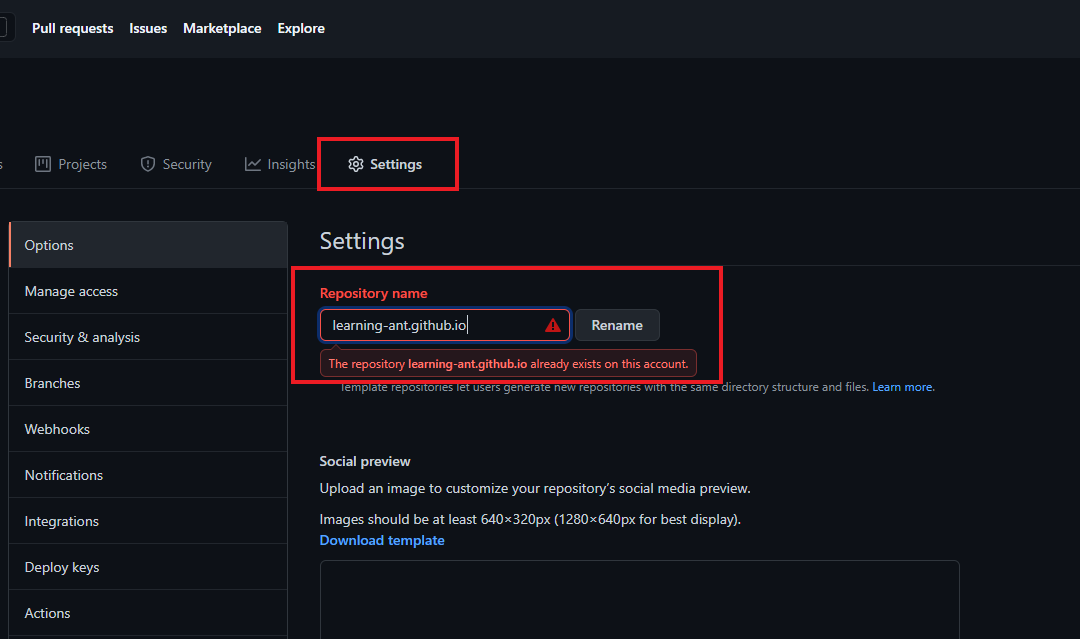 Pull requests Issues Marketplace Explore
s Projects Security Insights Settings
Options
Manage access
Security & analysis
Branches
Webhooks
Notifications
Integrations
Deploy keys
Actions
Settings
Repository name
learning-ant.github.io Rename
The repository learning-ant.github.io already exists on this account.
Template repositories let users generate new repositories with the same directory structure and files. Learn more.
Social preview
Upload an image to customize your repository's social media preview.
Images should be at least 640×320px (1280×640px for best display).
Download template